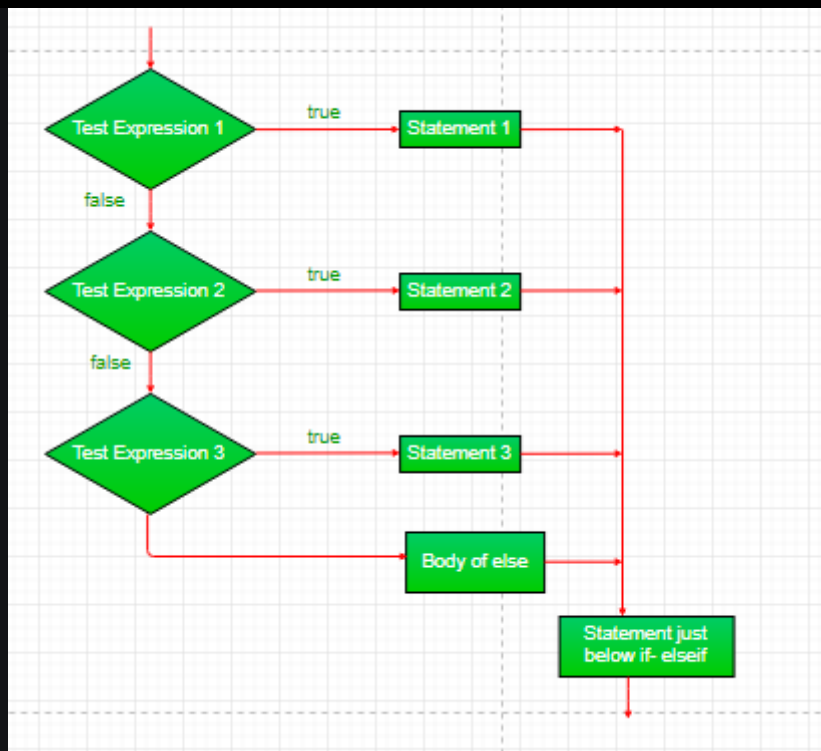 true
Test Expression 1
Statement 1
false
true
Test Expression 2
Statement 2
false
true
Test Expression 3
Statement 3
Body of else
Statement just
below if- elseif